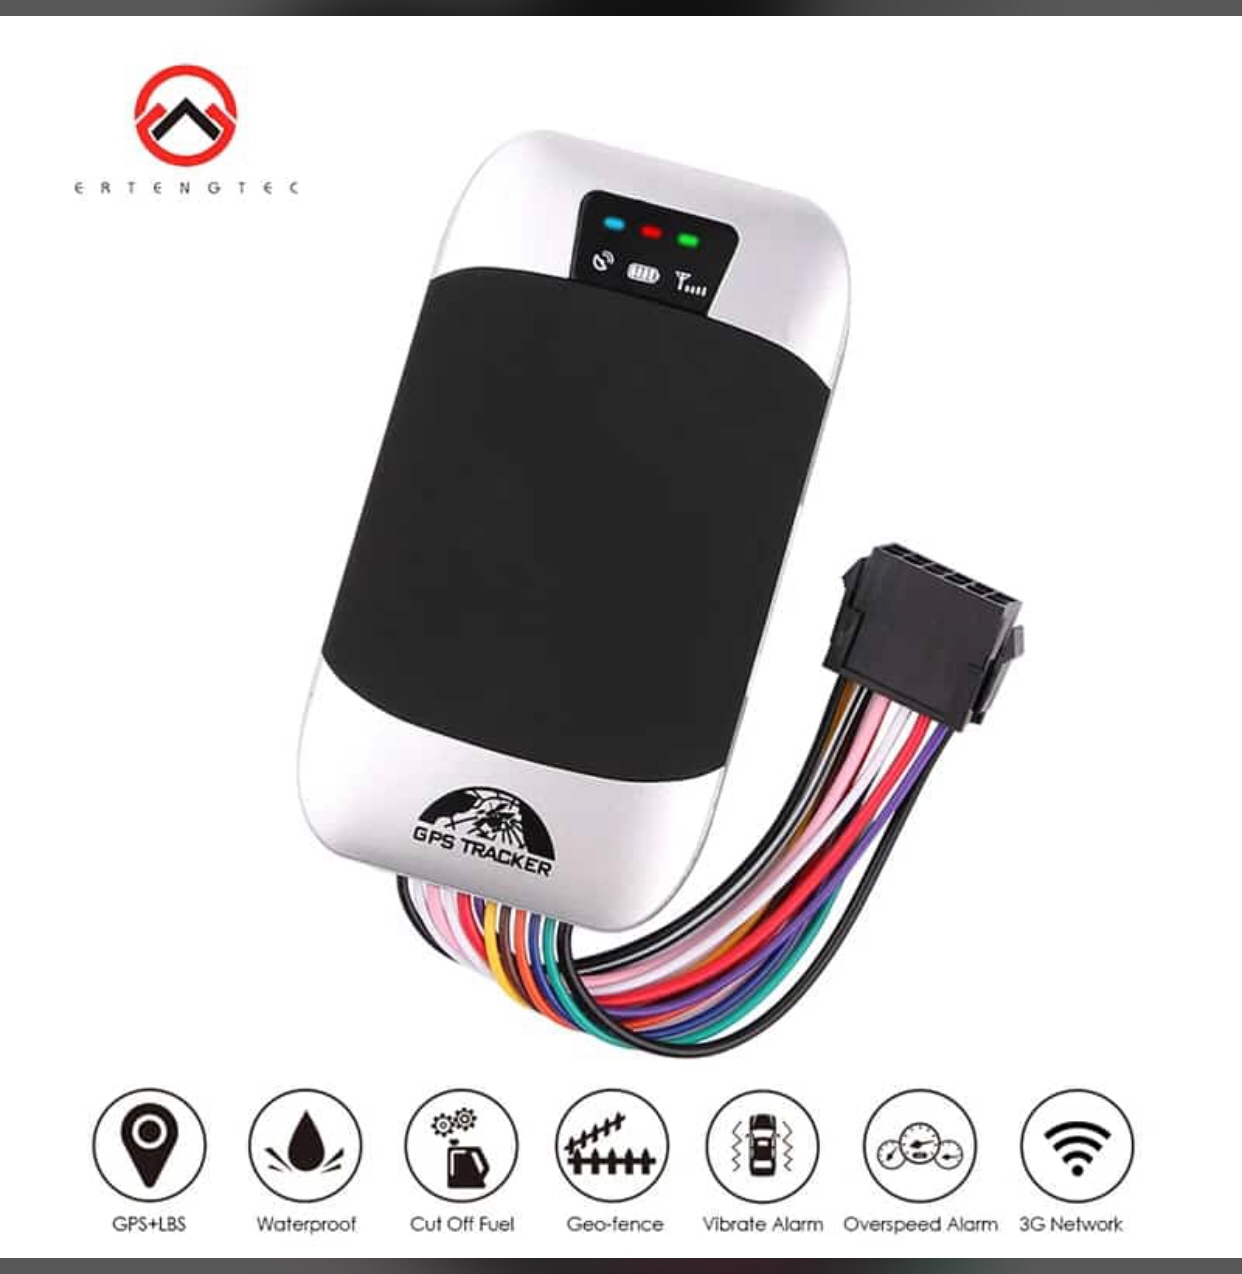 ERTENGTEC
GPS TRACKER
GPS+LBS
Waterproof
Cut Off Fuel
Geo-fence
Vibrate Alarm
Overspeed Alarm
3G Network